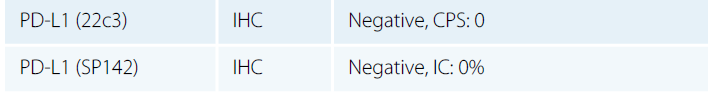 PD-L1 (22c3) IHC Negative, CPS: 0
PD-L1 (SP142) IHC Negative, IC: 0%